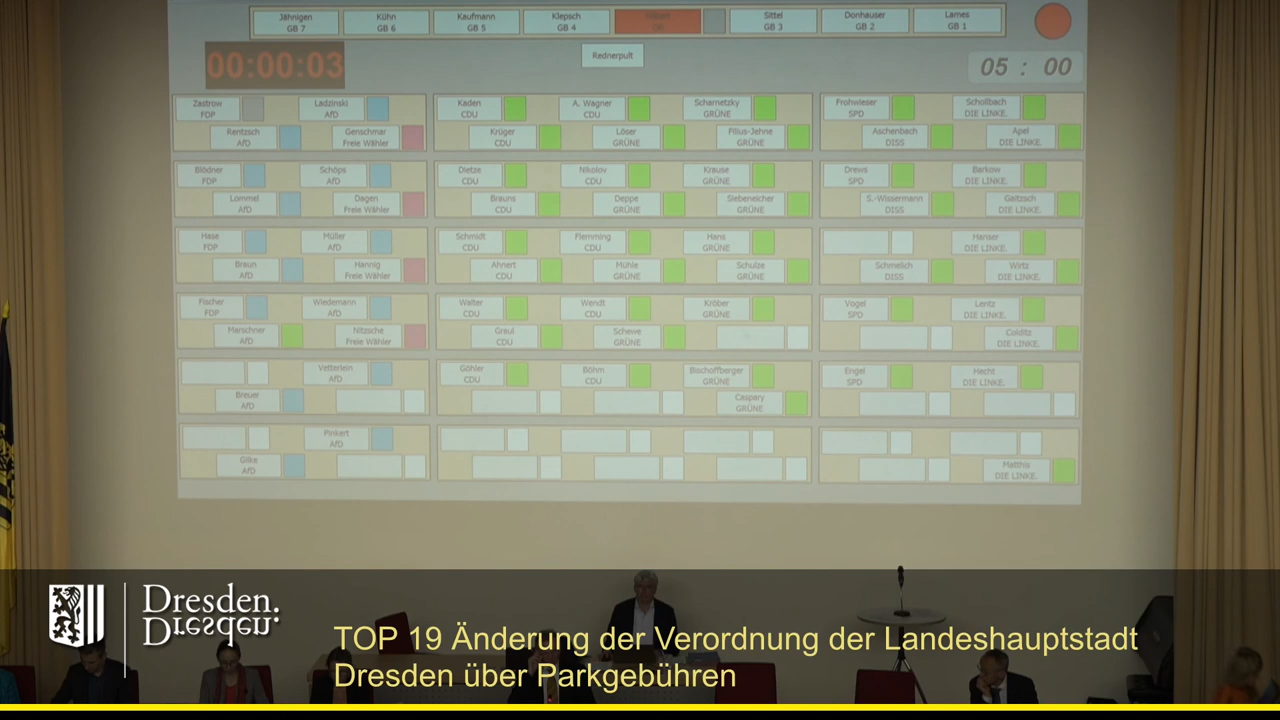 Jähnigen
GB 7
Kühn
GB 6
Kaufmann
GB 5
Klepsch
GB 4
Sittel
GB 3
Donhauser
GB 2
Lames
GB 1
00:00:03
Rednerpult
05 : 00
Zastrow
FDP
Ladzinski
AfD
Kaden
CDU
A. Wagner
CDU
Scharnetzky
GRÜNE
Frohwieser
SPD
Schollbach
DIE LINKE.
Rentzsch
AfD
Genschmar
Freie Wähler
Krüger
CDU
Löser
GRÜNE
Filius-Jehne
GRÜNE
Aschenbach
DISS
Apel
DIE LINKE.
Blödner
FDP
Schöps
AfD
Dietze
CDU
Nikolov
CDU
Krause
GRÜNE
Drews
SPD
Barkow
DIE LINKE.
Lommel
AfD
Dagen
Freie Wähler
Brauns
CDU
Deppe
GRÜNE
Siebeneicher
GRÜNE
S.-Wissermann
DISS
Gaitzsch
DIE LINKE.
Hase
FDP
Müller
AfD
Schmidt
CDU
Flemming
CDU
Hans
GRÜNE
Hanser
DIE LINKE.
Braun
AfD
Hannig
Freie Wähler
Ahnert
CDU
Mühle
GRÜNE
Schulze
GRÜNE
Schmelich
DISS
Wirtz
DIE LINKE.
Fischer
FDP
Wiedemann
AfD
Walter
CDU
Wendt
CDU
Kröber
GRÜNE
Vogel
SPD
Lentz
DIE LINKE.
Marschner
AfD
Nitzsche
Freie Wähler
Graul
CDU
Schewe
GRÜNE
Colditz
DIE LINKE.
Vetterlein
AfD
Göhler
CDU
Böhm
CDU
Bischoffberger
GRÜNE
Engel
SPD
Hecht
DIE LINKE.
Breuer
AfD
Caspary
GRÜNE
Pinkert
AfD
Gilke
AfD
Matthis
DIE LINKE.
Dresden.
Dresden.
TOP 19 Änderung der Verordnung der Landeshauptstadt
Dresden über Parkgebühren